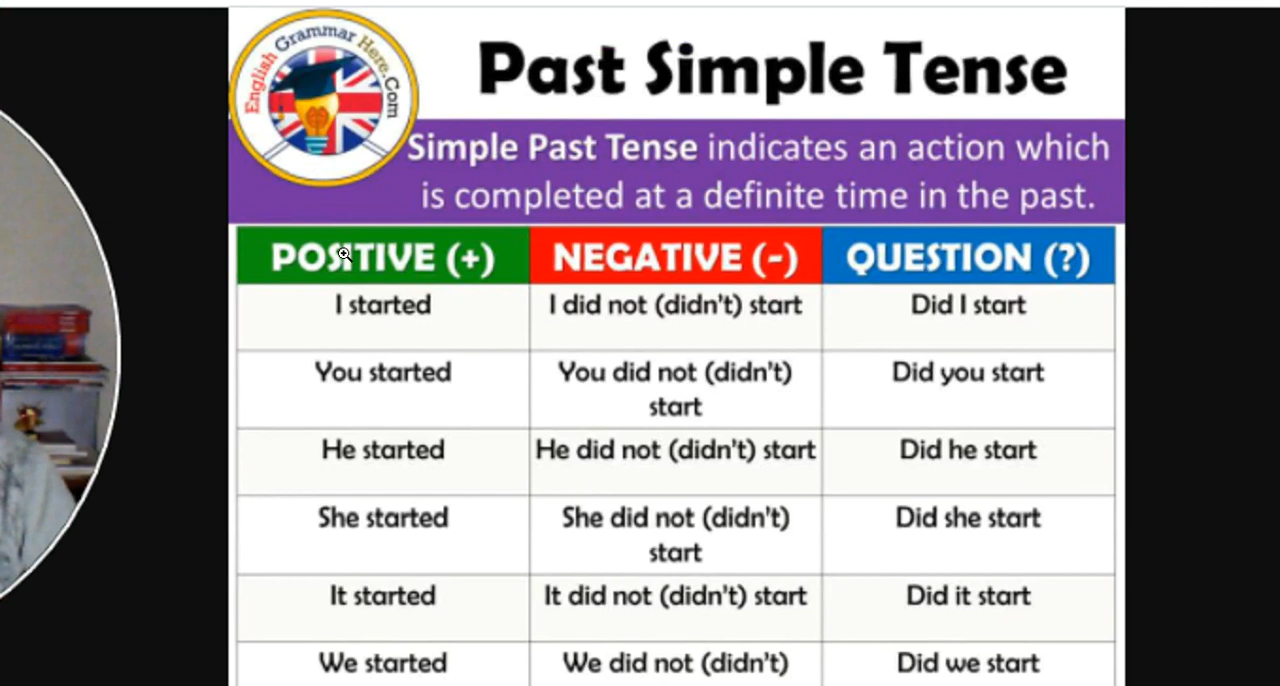 English Grammar Here.Com
Past Simple Tense
Simple Past Tense indicates an action which
is completed at a definite time in the past.
POSITIVE (+) NEGATIVE (-) QUESTION (?)
I started I did not (didn't) start Did I start
You started You did not (didn't) Did you start
start
He started He did not (didn't) start Did he start
She started She did not (didn't) Did she start
start
It started It did not (didn't) start Did it start
We started We did not (didn't) Did we start